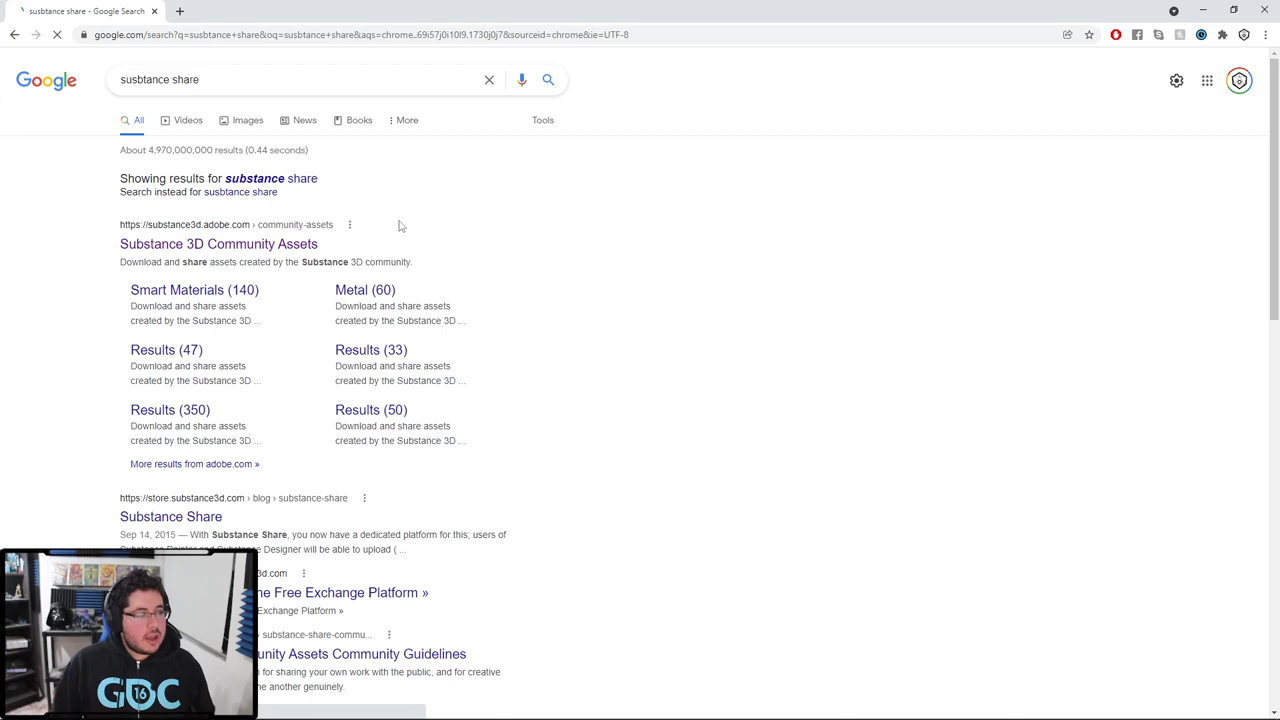 susbtance share - Google Search
google.com/search?q=susbtance+share&oq=susbtance+share&aqs=chrome..69i57j0i10l9.1730j0j7&sourceid=chrome&ie=UTF-8
Google
susbtance share
All
Videos
Images
News
Books
More
Tools
About 4,970,000,000 results (0.44 seconds)
Showing results for substance share
Search instead for susbtance share
https://substance3d.adobe.com › community-assets
Substance 3D Community Assets
Download and share assets created by the Substance 3D community.
Smart Materials (140)
Download and share assets
created by the Substance 3D ...
Metal (60)
Download and share assets
created by the Substance 3D ...
Results (47)
Download and share assets
created by the Substance 3D ...
Results (33)
Download and share assets
created by the Substance 3D ...
Results (350)
Download and share assets
created by the Substance 3D ...
Results (50)
Download and share assets
created by the Substance 3D ...
More results from adobe.com »
https://store.substance3d.com › blog › substance-share
Substance Share
Sep 14, 2015 — With Substance Share, you now have a dedicated platform for this; users of
Substance Painter and Substance Designer will be able to upload ( ...
3d.com
ne Free Exchange Platform »
Exchange Platform »
› substance-share-commu...
unity Assets Community Guidelines
n for sharing your own work with the public, and for creative
ne another genuinely.
GDC
16